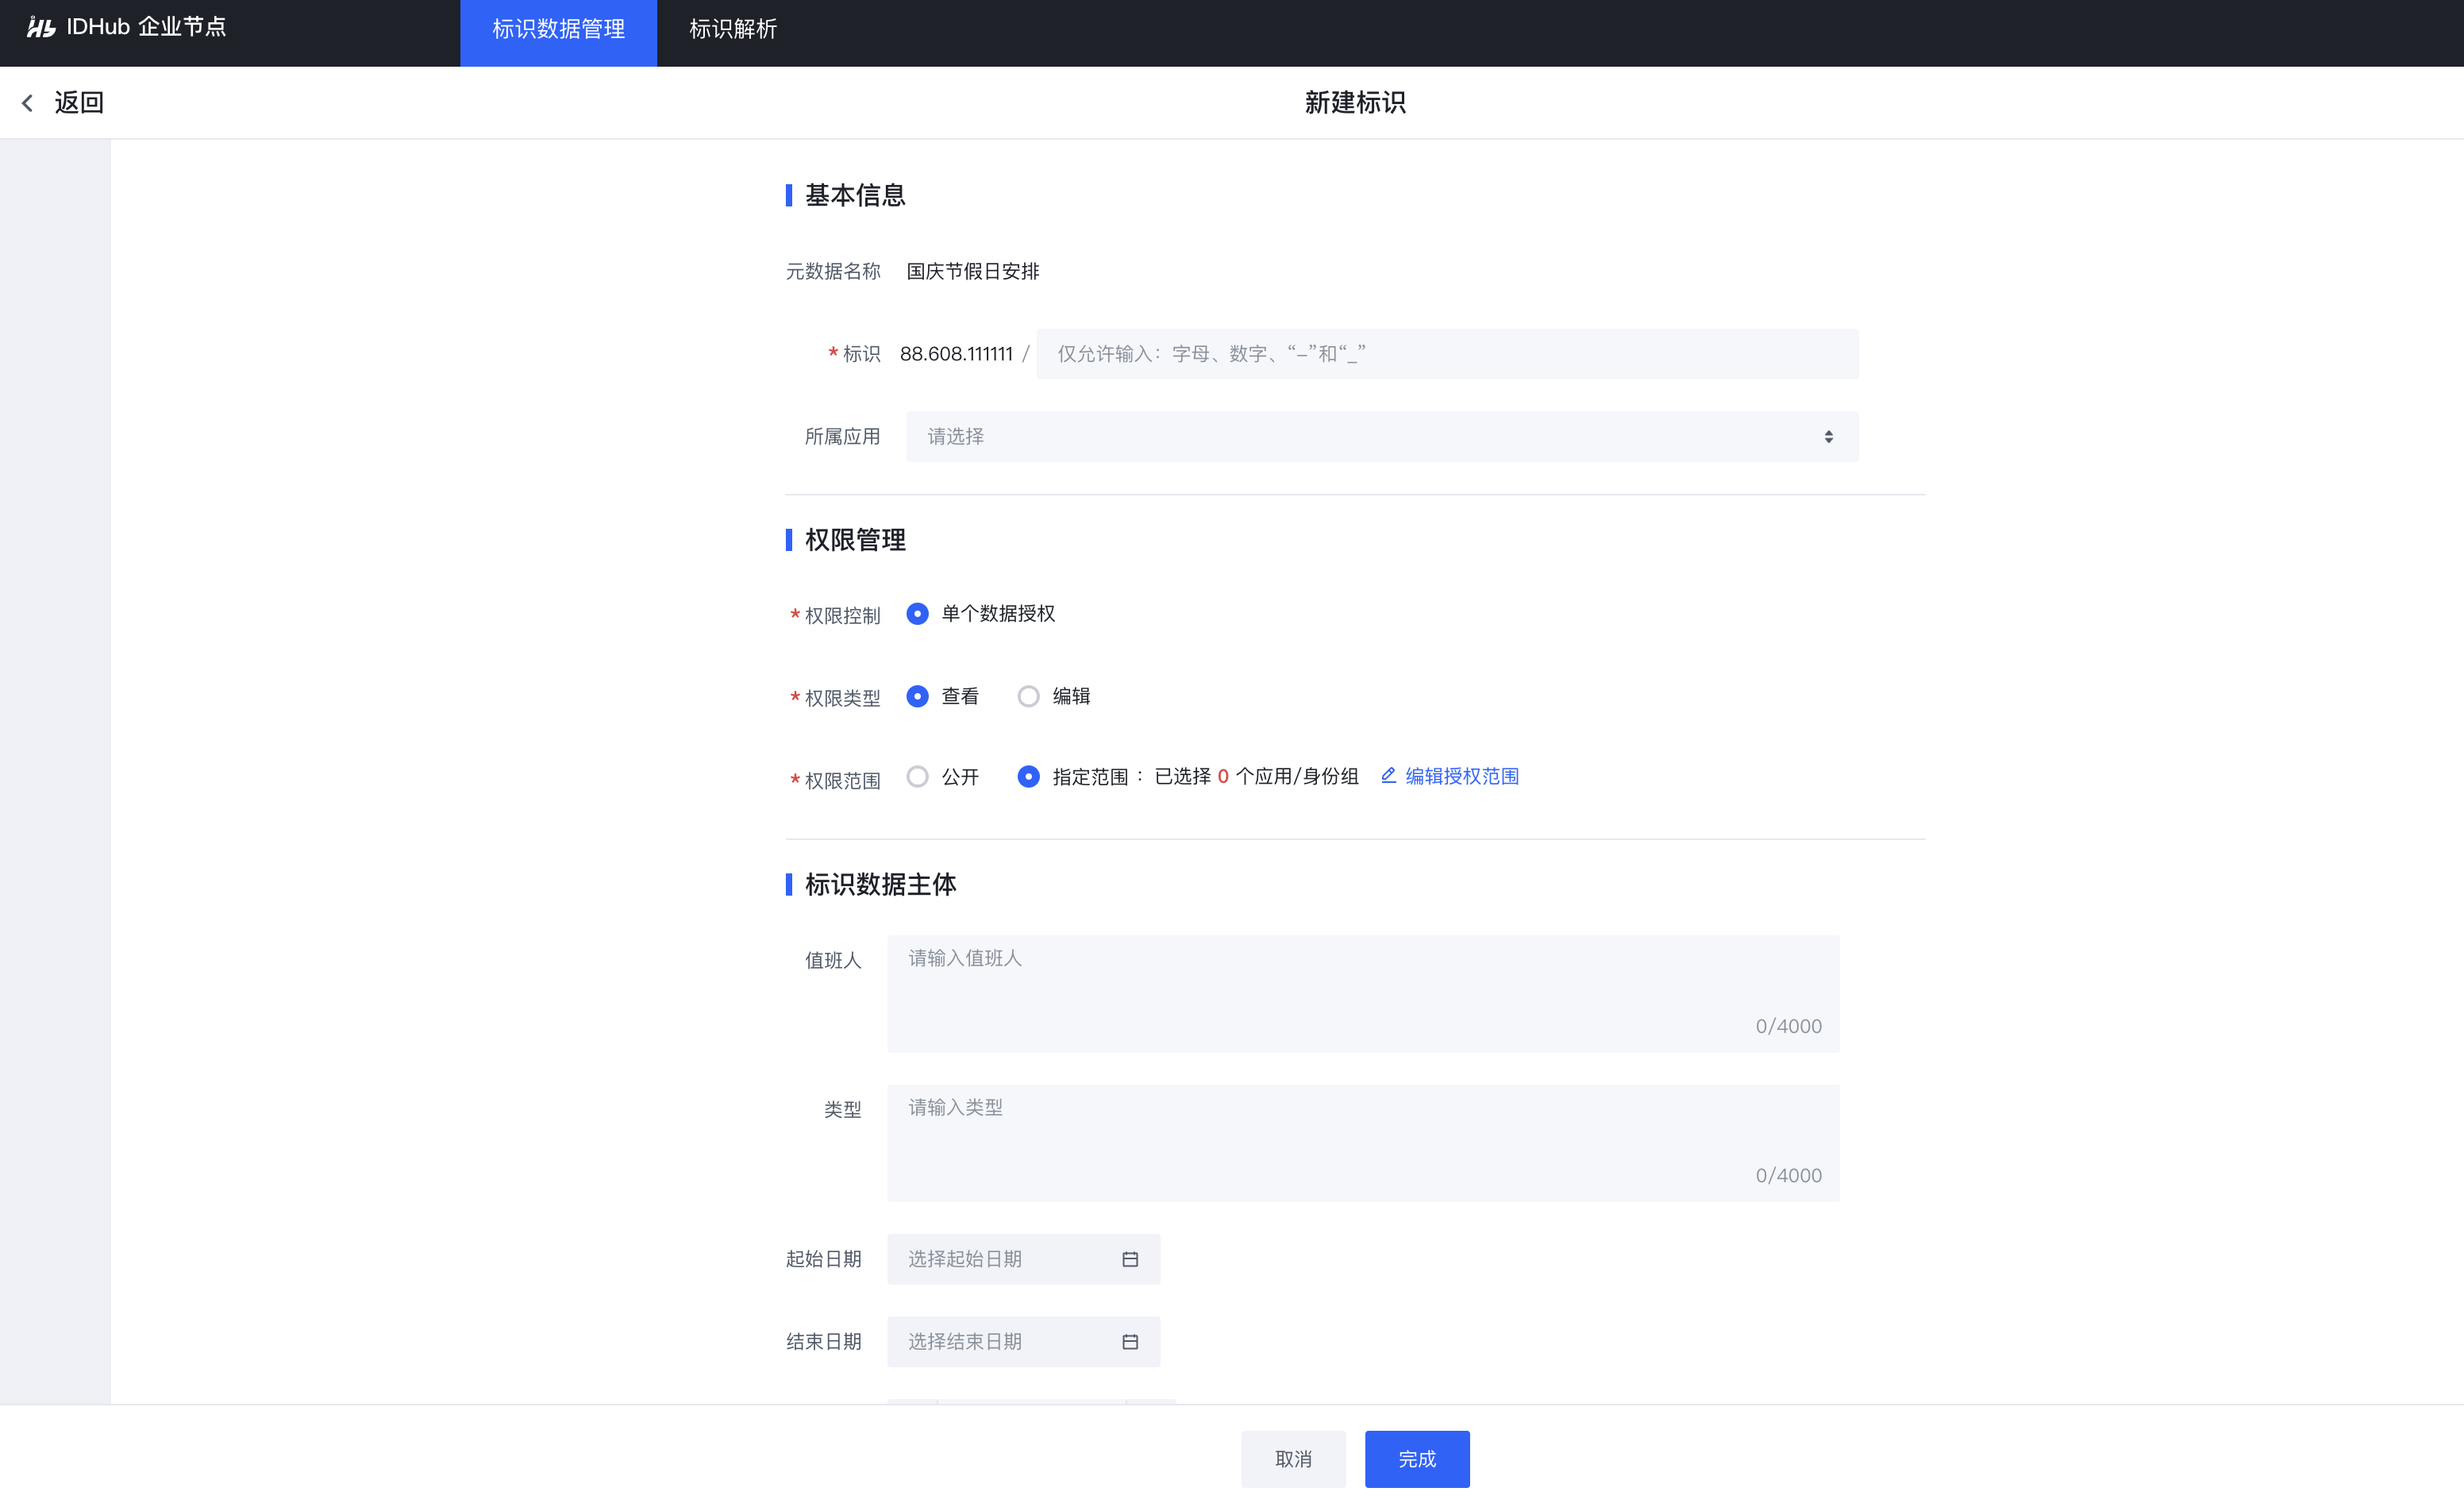 IDHub 企业节点 标识数据管理 标识解析
返回 新建标识
基本信息
元数据名称 国庆节假日安排
* 标识 88.608.111111 / 仅允许输入：字母、数字、“–”和“_”
所属应用 请选择
权限管理
* 权限控制 单个数据授权
* 权限类型 查看 编辑
* 权限范围 公开 指定范围： 已选择 0 个应用/身份组 编辑授权范围
标识数据主体
值班人 请输入值班人
0/4000
类型 请输入类型
0/4000
起始日期 选择起始日期
结束日期 选择结束日期
取消 完成